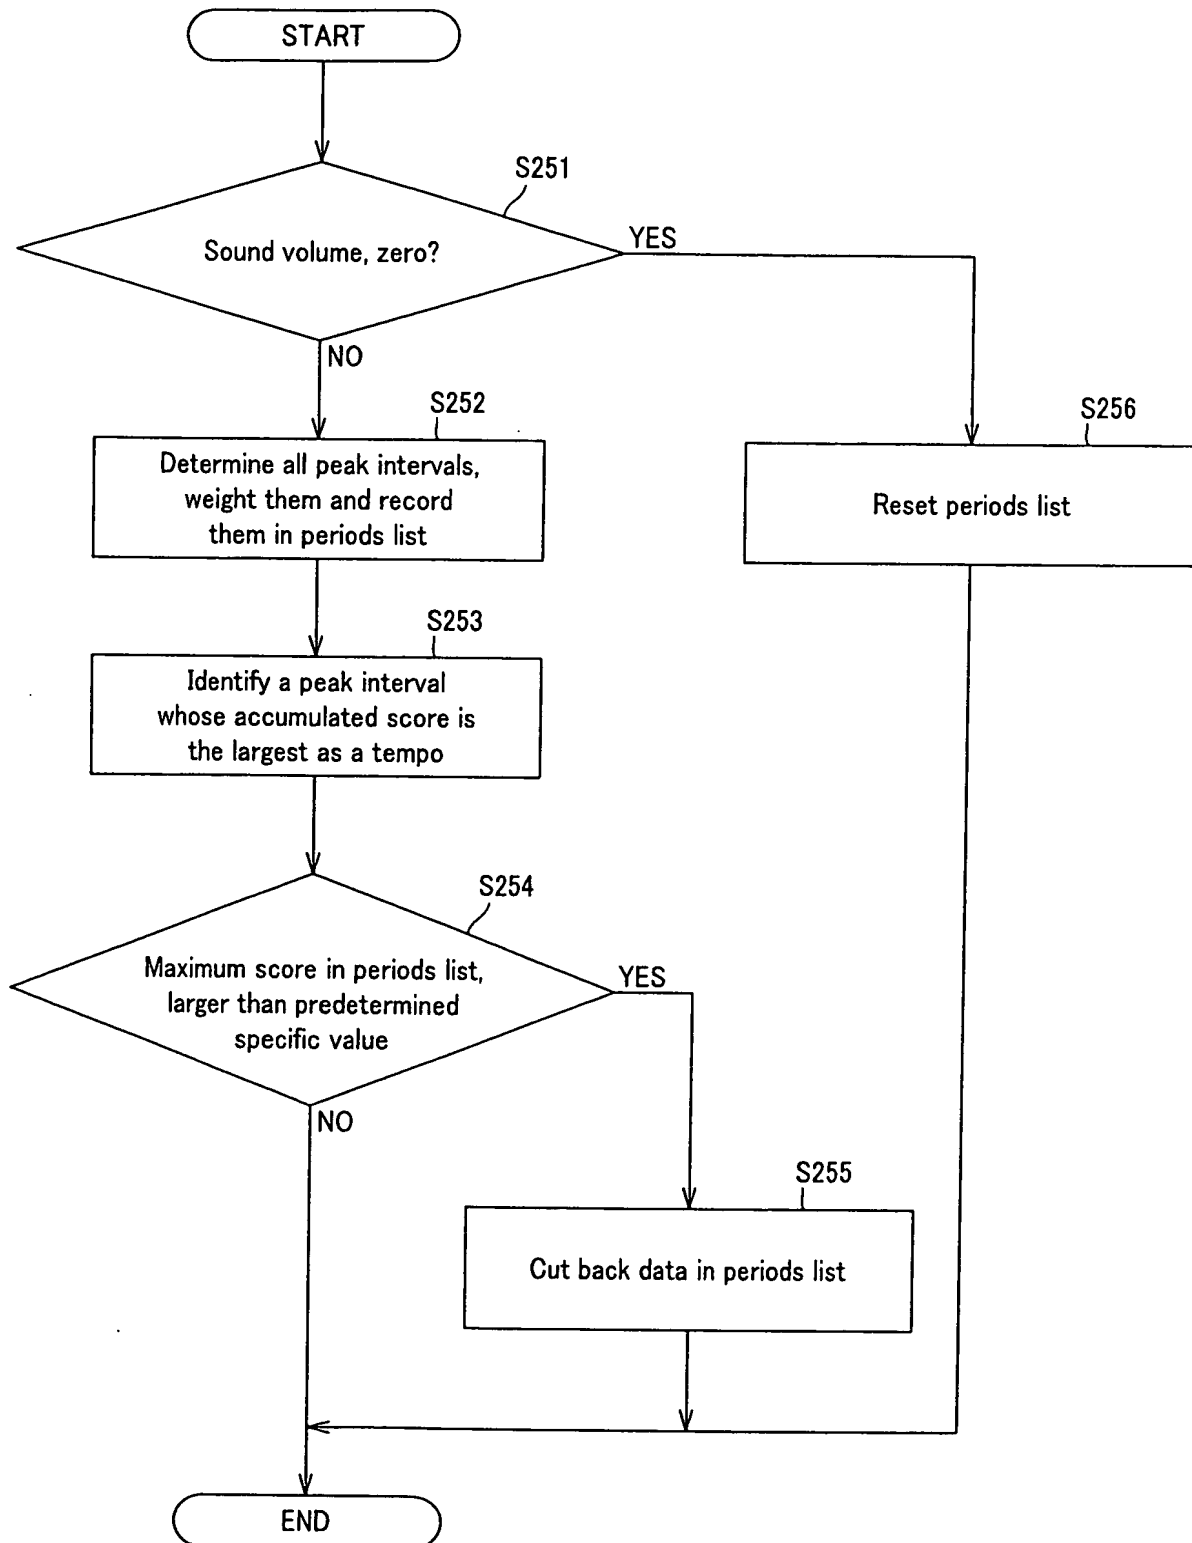 START
S251
Sound volume, zero?
YES
NO
S252
Determine all peak intervals,
weight them and record
them in periods list
S256
Reset periods list
S253
Identify a peak interval
whose accumulated score is
the largest as a tempo
S254
Maximum score in periods list,
larger than predetermined
specific value
YES
NO
S255
Cut back data in periods list
END